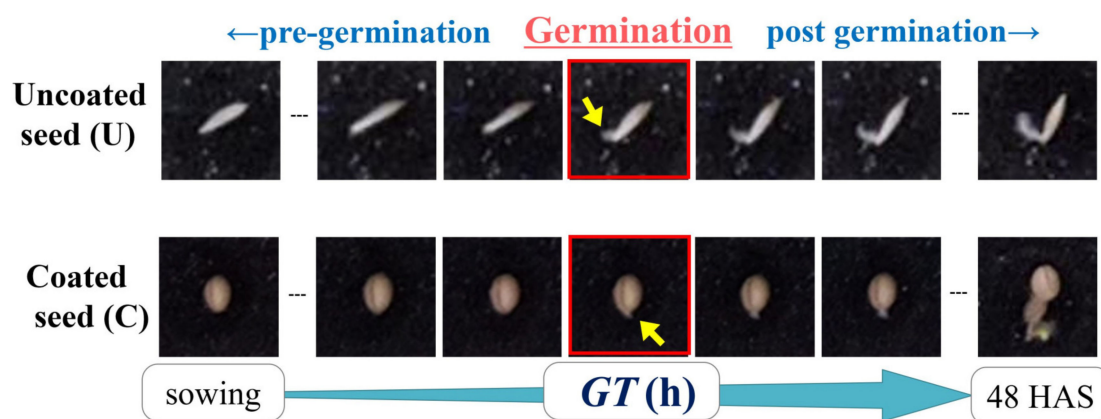 ←pre-germination Germination post germination→
Uncoated
seed (U)
--- ---
Coated
seed (C)
--- ---
sowing GT (h) 48 HAS